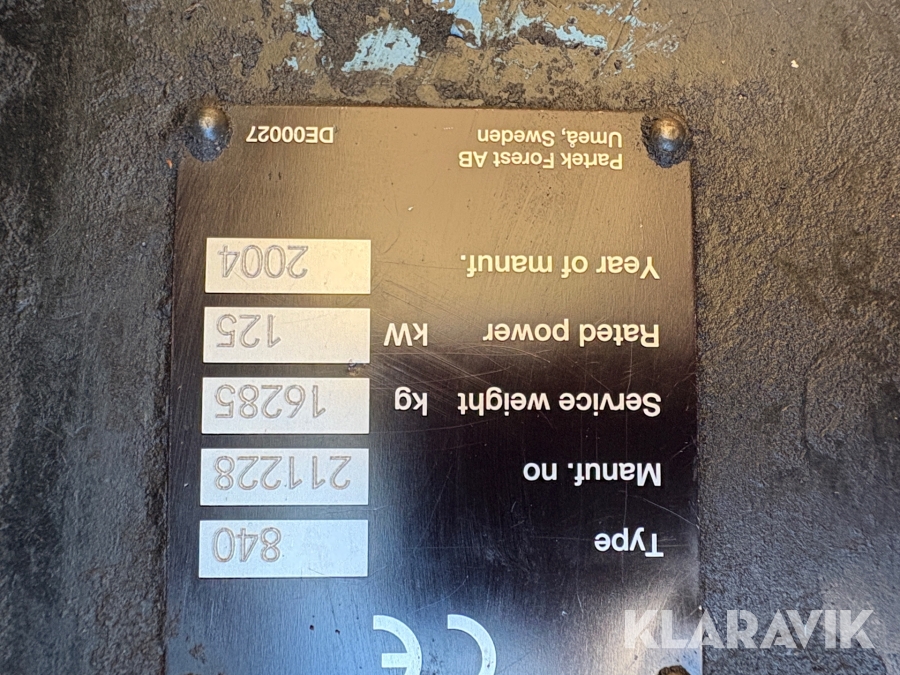 CE
Type 840
Manuf. no 211228
Service weight kg 16285
Rated power kW 125
Year of manuf. 2004
Partek Forest AB
Umeå, Sweden DE00027
KLARAVIK